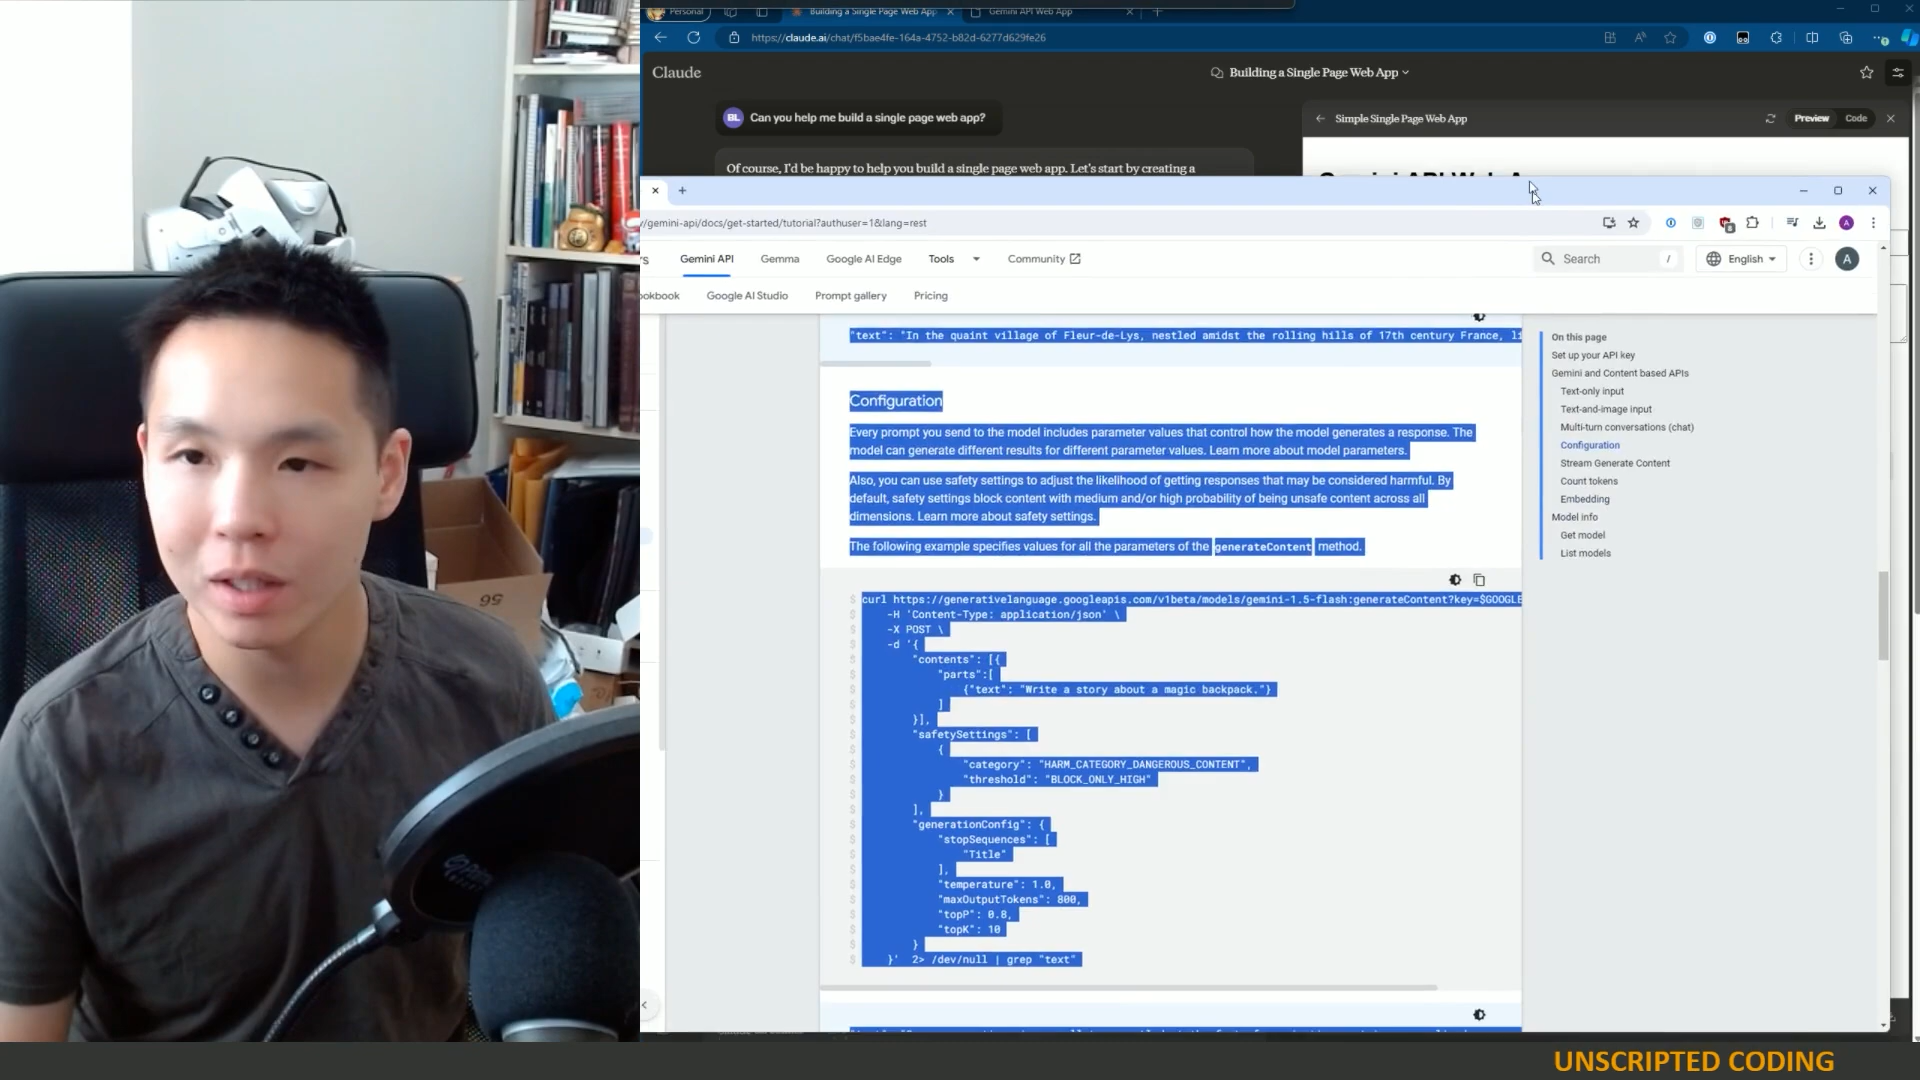 Personal
Building a Single Page Web App
Gemini API Web App
https://claude.ai/chat/f5bae4fe-164a-4752-b82d-6277d629fe26
Claude
Building a Single Page Web App
BL
Can you help me build a single page web app?
Simple Single Page Web App
Preview
Code
Of course, I'd be happy to help you build a single page web app. Let's start by creating a
/gemini-api/docs/get-started/tutorial?authuser=1&lang=rest
Gemini API
Gemma
Google AI Edge
Tools
Community
Search
/
English
A
Google AI Studio
Prompt gallery
Pricing
"text": "In the quaint village of Fleur-de-Lys, nestled amidst the rolling hills of 17th century France,
Configuration
Every prompt you send to the model includes parameter values that control how the model generates a response. The
model can generate different results for different parameter values. Learn more about model parameters.
Also, you can use safety settings to adjust the likelihood of getting responses that may be considered harmful. By
default, safety settings block content with medium and/or high probability of being unsafe content across all
dimensions. Learn more about safety settings.
The following example specifies values for all the parameters of the generateContent method.
$ curl https://generativelanguage.googleapis.com/v1beta/models/gemini-1.5-flash:generateContent?key=$GOOGLE
$ -H 'Content-Type: application/json' \
$ -X POST \
$ -d '{
$ "contents": [{
$ "parts":[
$ {"text": "Write a story about a magic backpack."}
$ ]
$ }],
$ "safetySettings": [
$ {
$ "category": "HARM_CATEGORY_DANGEROUS_CONTENT",
$ "threshold": "BLOCK_ONLY_HIGH"
$ }
$ ],
$ "generationConfig": {
$ "stopSequences": [
$ "Title"
$ ],
$ "temperature": 1.0,
$ "maxOutputTokens": 800,
$ "topP": 0.8,
$ "topK": 10
$ }
$ }' 2> /dev/null | grep "text"
On this page
Set up your API key
Gemini and Content based APIs
Text-only input
Text-and-image input
Multi-turn conversations (chat)
Configuration
Stream Generate Content
Count tokens
Embedding
Model info
Get model
List models
56
UNSCRIPTED CODING